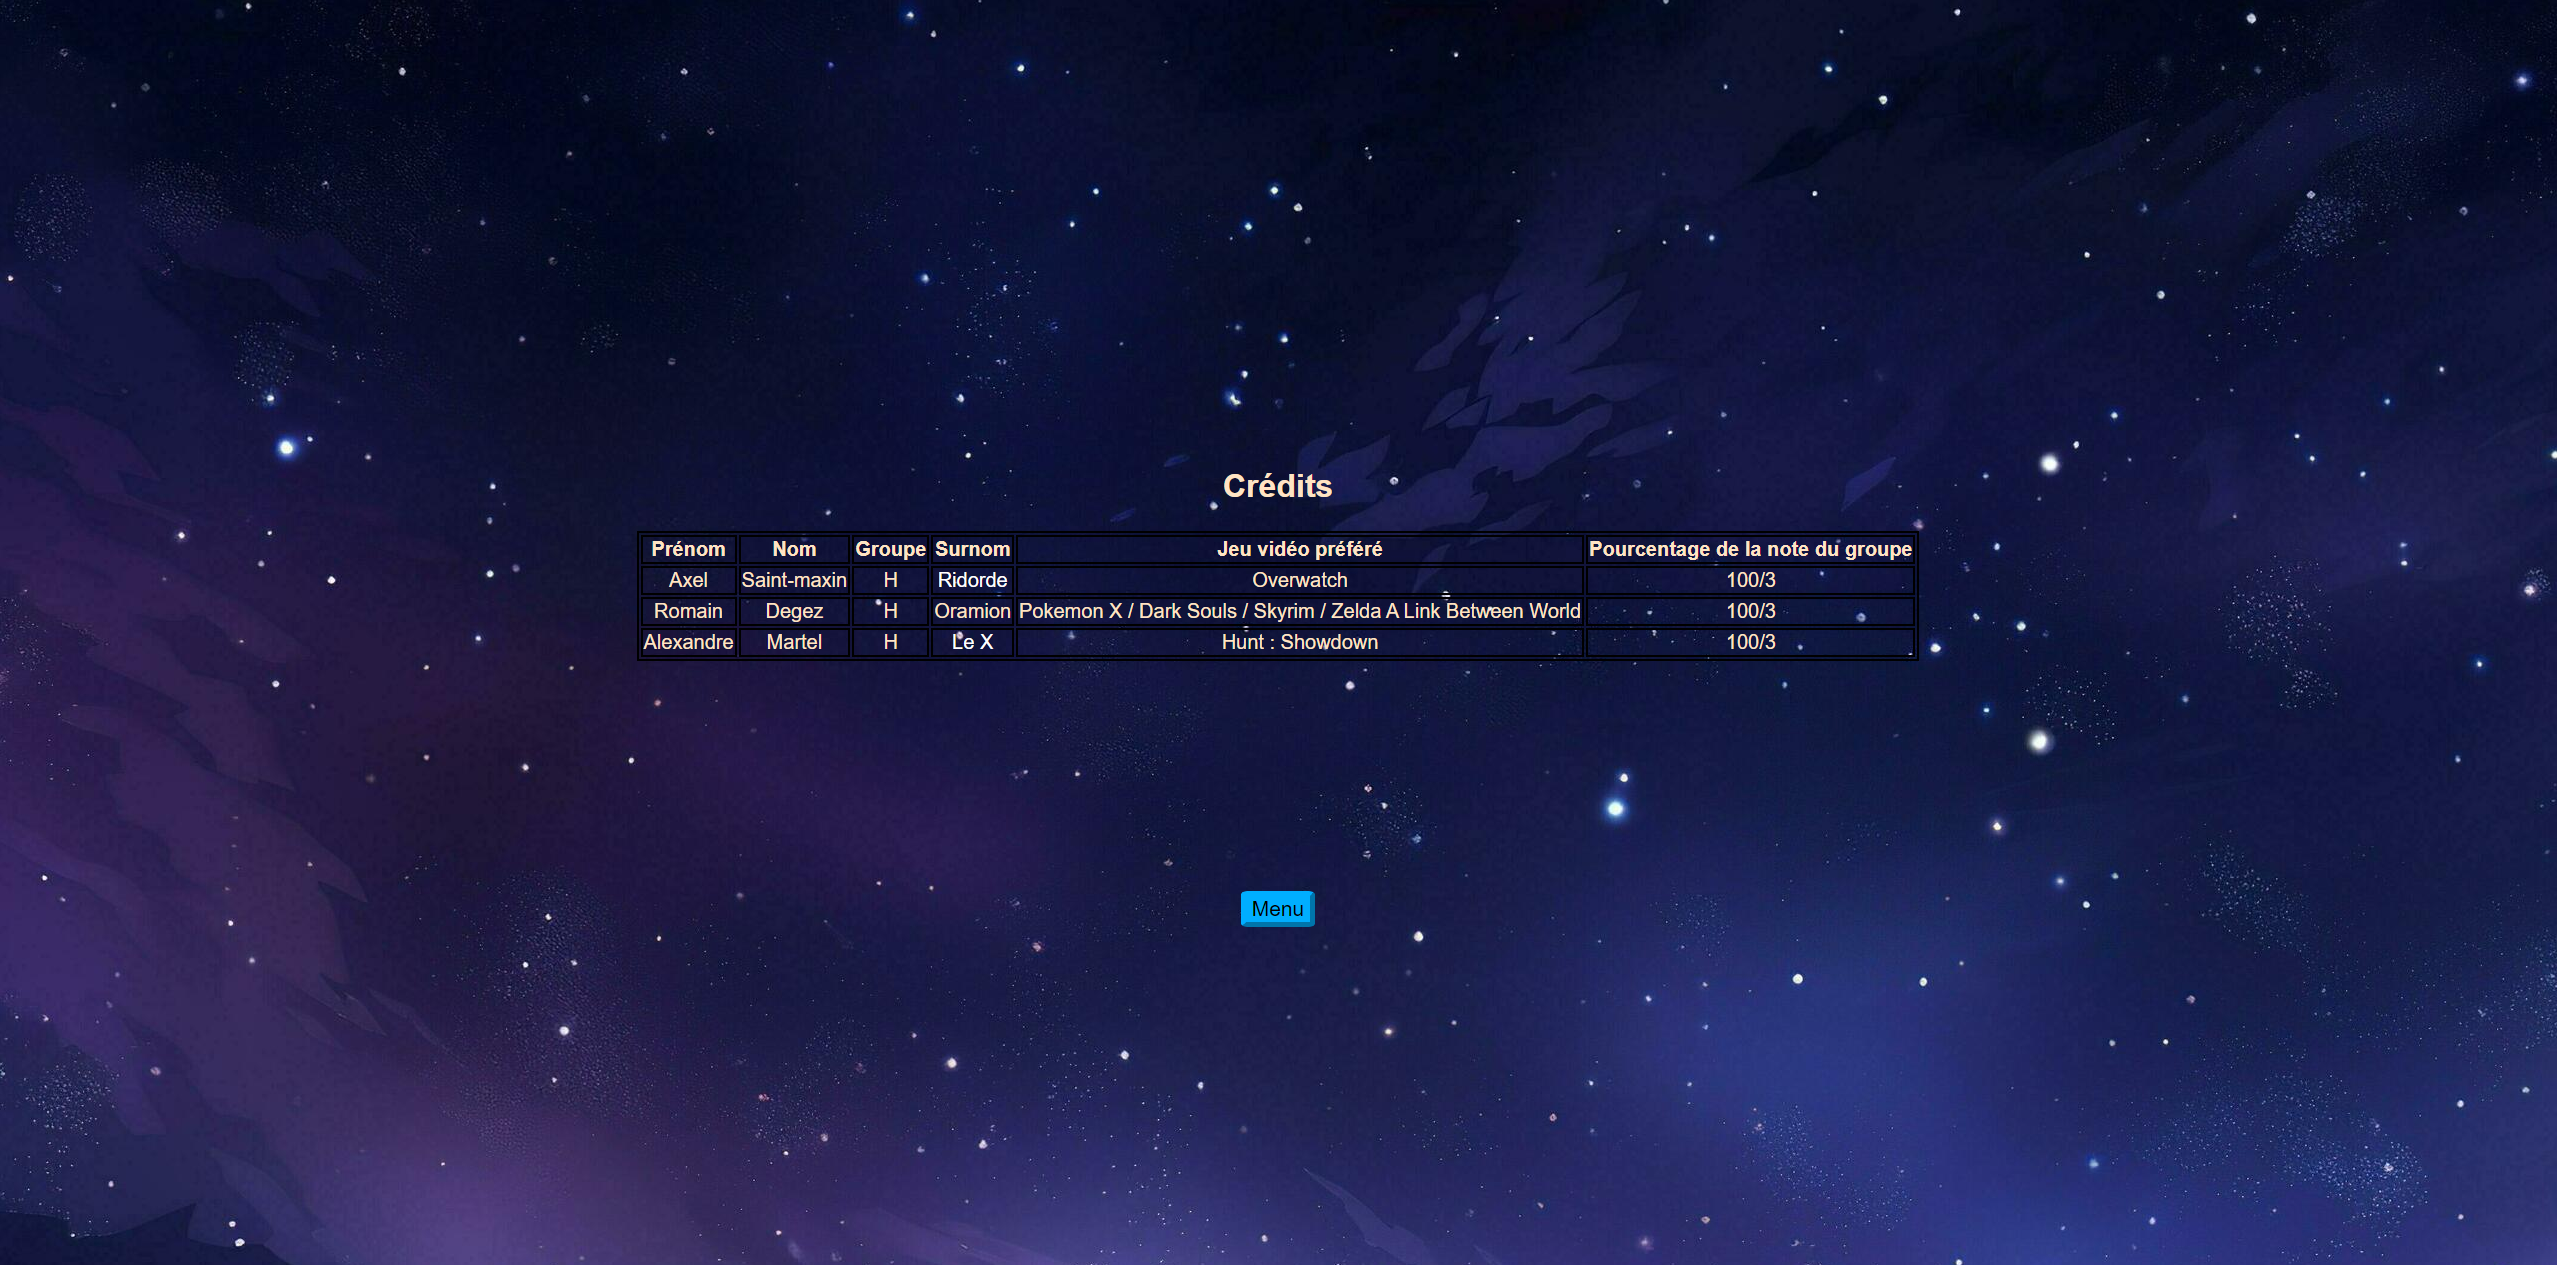 Crédits
Prénom Nom Groupe Surnom Jeu vidéo préféré Pourcentage de la note du groupe
Axel Saint-maxin H Ridorde Overwatch 100/3
Romain Degez H Oramion Pokemon X / Dark Souls / Skyrim / Zelda A Link Between World 100/3
Alexandre Martel H Le X Hunt : Showdown 100/3
Menu